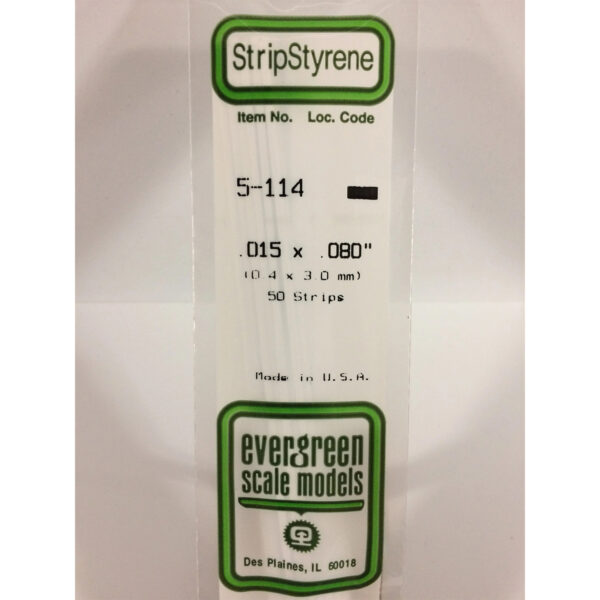 StripStyrene
Item No. Loc. Code
5-114
.015 x .080"
(0.4 x 3.0 mm)
50 Strips
Made in U.S.A.
evergreen
scale models
Des Plaines, IL 60018